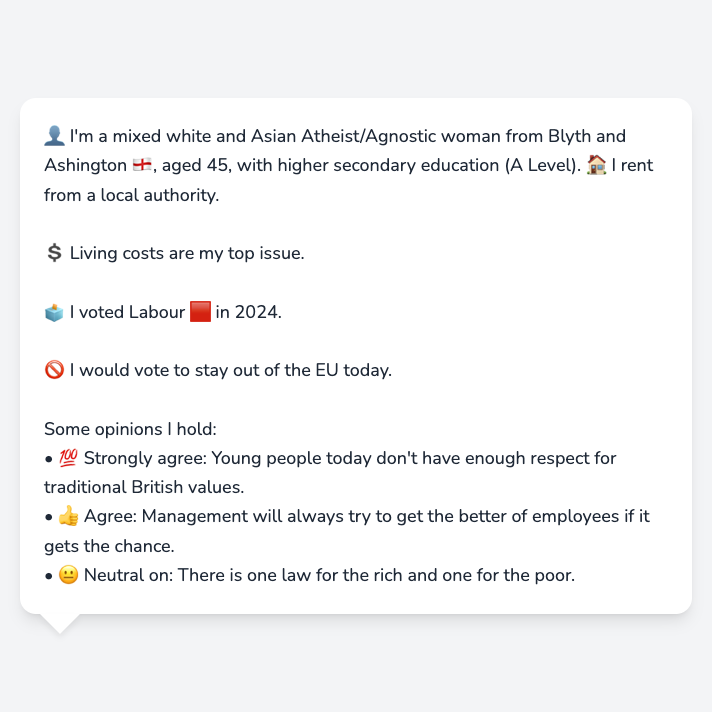 👤 I'm a mixed white and Asian Atheist/Agnostic woman from Blyth and
Ashington 🏴󠁧󠁢󠁥󠁮󠁧󠁿, aged 45, with higher secondary education (A Level). 🏠 I rent
from a local authority.
💲 Living costs are my top issue.
🗳️ I voted Labour 🟥 in 2024.
🚫 I would vote to stay out of the EU today.
Some opinions I hold:
• 💯 Strongly agree: Young people today don't have enough respect for
traditional British values.
• 👍 Agree: Management will always try to get the better of employees if it
gets the chance.
• 😐 Neutral on: There is one law for the rich and one for the poor.